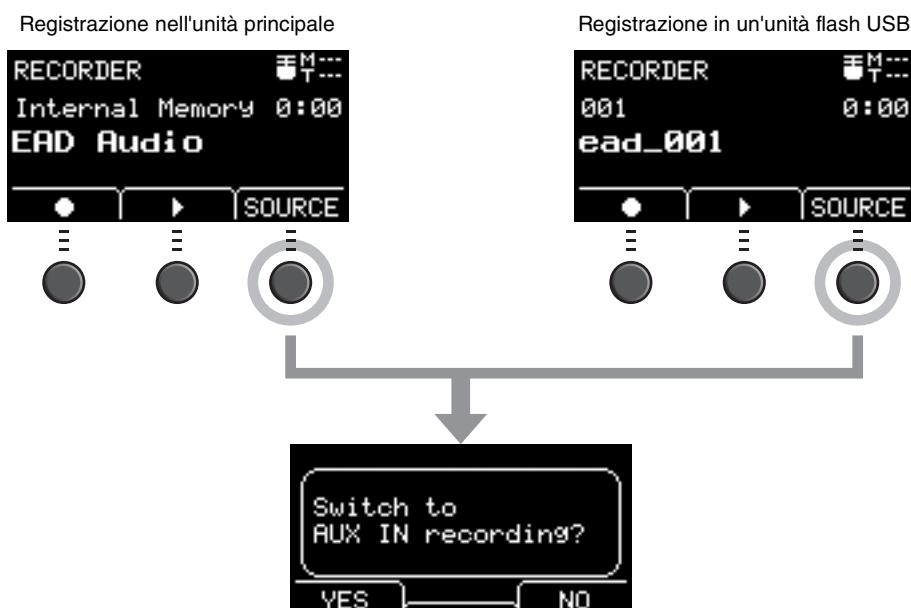 Registrazione nell'unità principale
RECORDER M---
T---
Internal Memory 0:00
EAD Audio
SOURCE
Registrazione in un'unità flash USB
RECORDER M---
T---
001 0:00
ead_001
SOURCE
Switch to
AUX IN recording?
YES NO